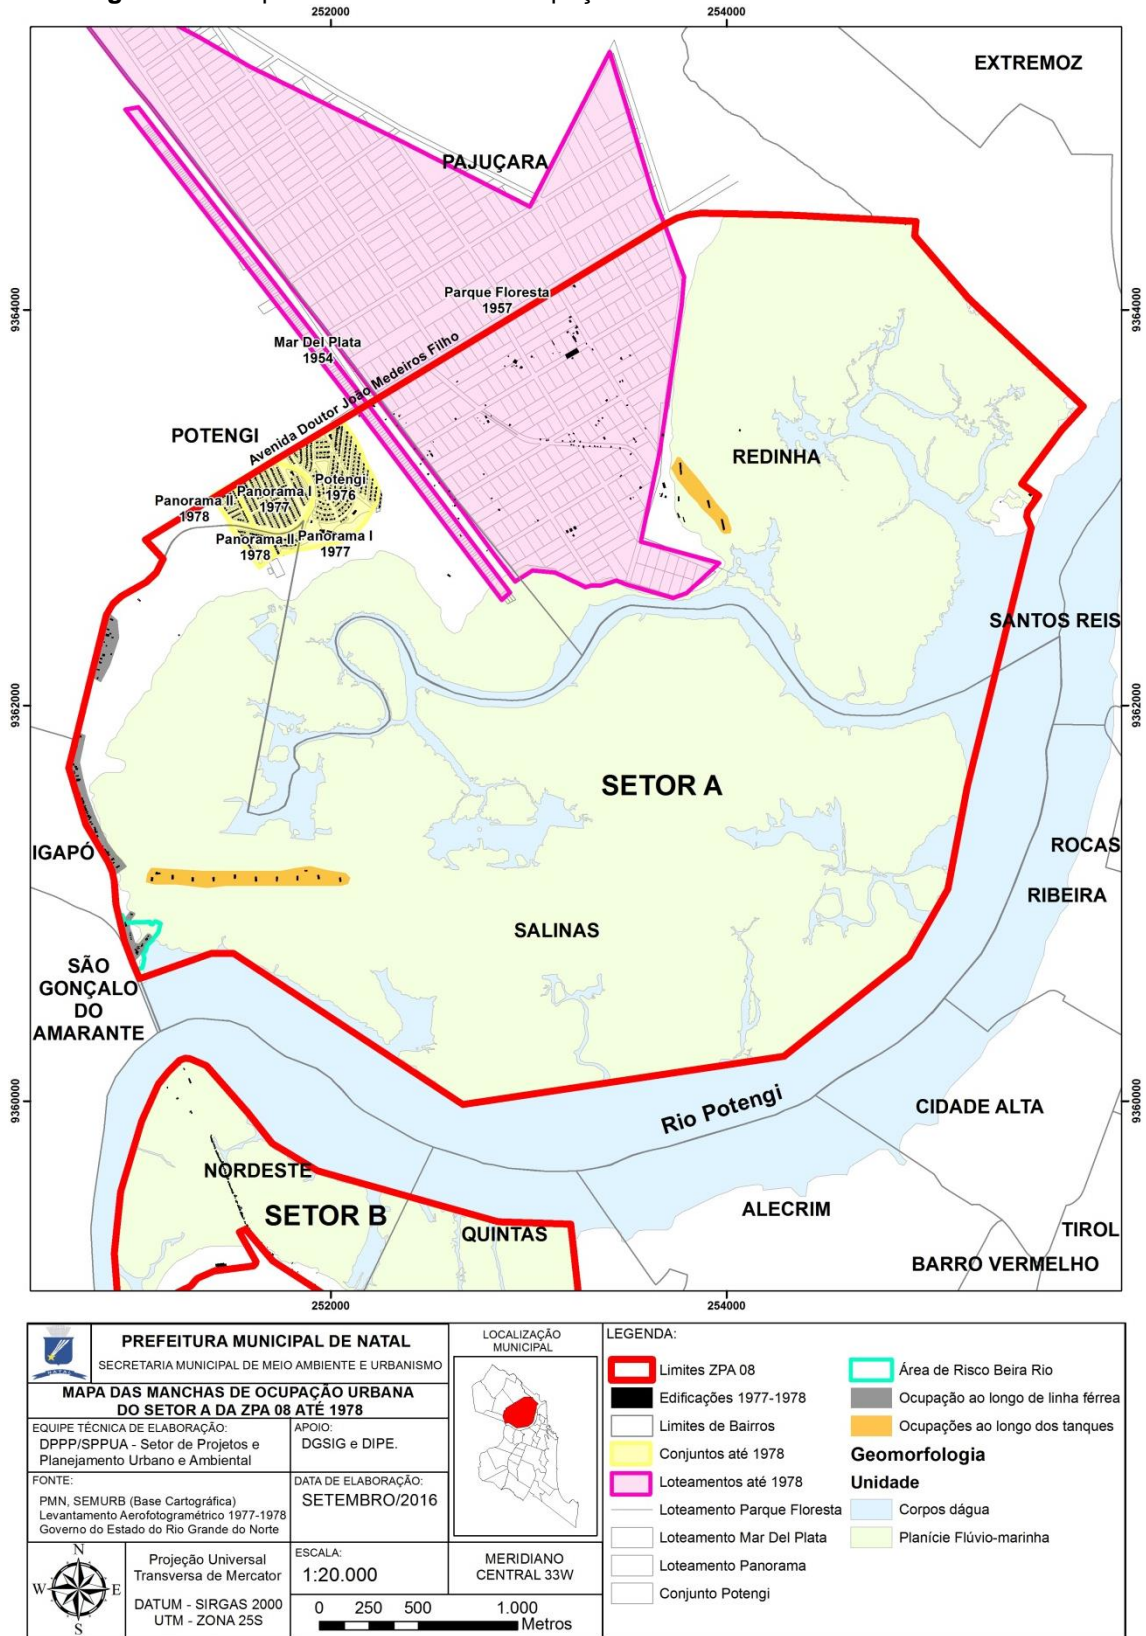 252000
254000
EXTREMOZ
PAJUÇARA
9364000
9364000
Parque Floresta
1957
Mar Del Plata
1954
Avenida Doutor João Medeiros Filho
POTENGI
REDINHA
Potengi
1976
Panorama I
1977
Panorama II
1978
Panorama II
1978
Panorama I
1977
SANTOS REIS
9362000
9362000
SETOR A
IGAPÓ
ROCAS
RIBEIRA
SALINAS
SÃO
GONÇALO
DO
AMARANTE
9360000
9360000
Rio Potengi
CIDADE ALTA
NORDESTE
SETOR B
QUINTAS
ALECRIM
TIROL
BARRO VERMELHO
252000
254000
NATAL
PREFEITURA MUNICIPAL DE NATAL
SECRETARIA MUNICIPAL DE MEIO AMBIENTE E URBANISMO
MAPA DAS MANCHAS DE OCUPAÇÃO URBANA
DO SETOR A DA ZPA 08 ATÉ 1978
EQUIPE TÉCNICA DE ELABORAÇÃO:
DPPP/SPPUA - Setor de Projetos e
Planejamento Urbano e Ambiental
APOIO:
DGSIG e DIPE.
FONTE:
PMN, SEMURB (Base Cartográfica)
Levantamento Aerofotogramétrico 1977-1978
Governo do Estado do Rio Grande do Norte
DATA DE ELABORAÇÃO:
SETEMBRO/2016
N
W
E
S
Projeção Universal
Transversa de Mercator
DATUM - SIRGAS 2000
UTM - ZONA 25S
ESCALA:
1:20.000
LOCALIZAÇÃO
MUNICIPAL
MERIDIANO
CENTRAL 33W
0 250 500 1.000
Metros
LEGENDA:
Limites ZPA 08
Edificações 1977-1978
Limites de Bairros
Conjuntos até 1978
Loteamentos até 1978
Loteamento Parque Floresta
Loteamento Mar Del Plata
Loteamento Panorama
Conjunto Potengi
Área de Risco Beira Rio
Ocupação ao longo de linha férrea
Ocupações ao longo dos tanques
Geomorfologia
Unidade
Corpos dágua
Planície Flúvio-marinha